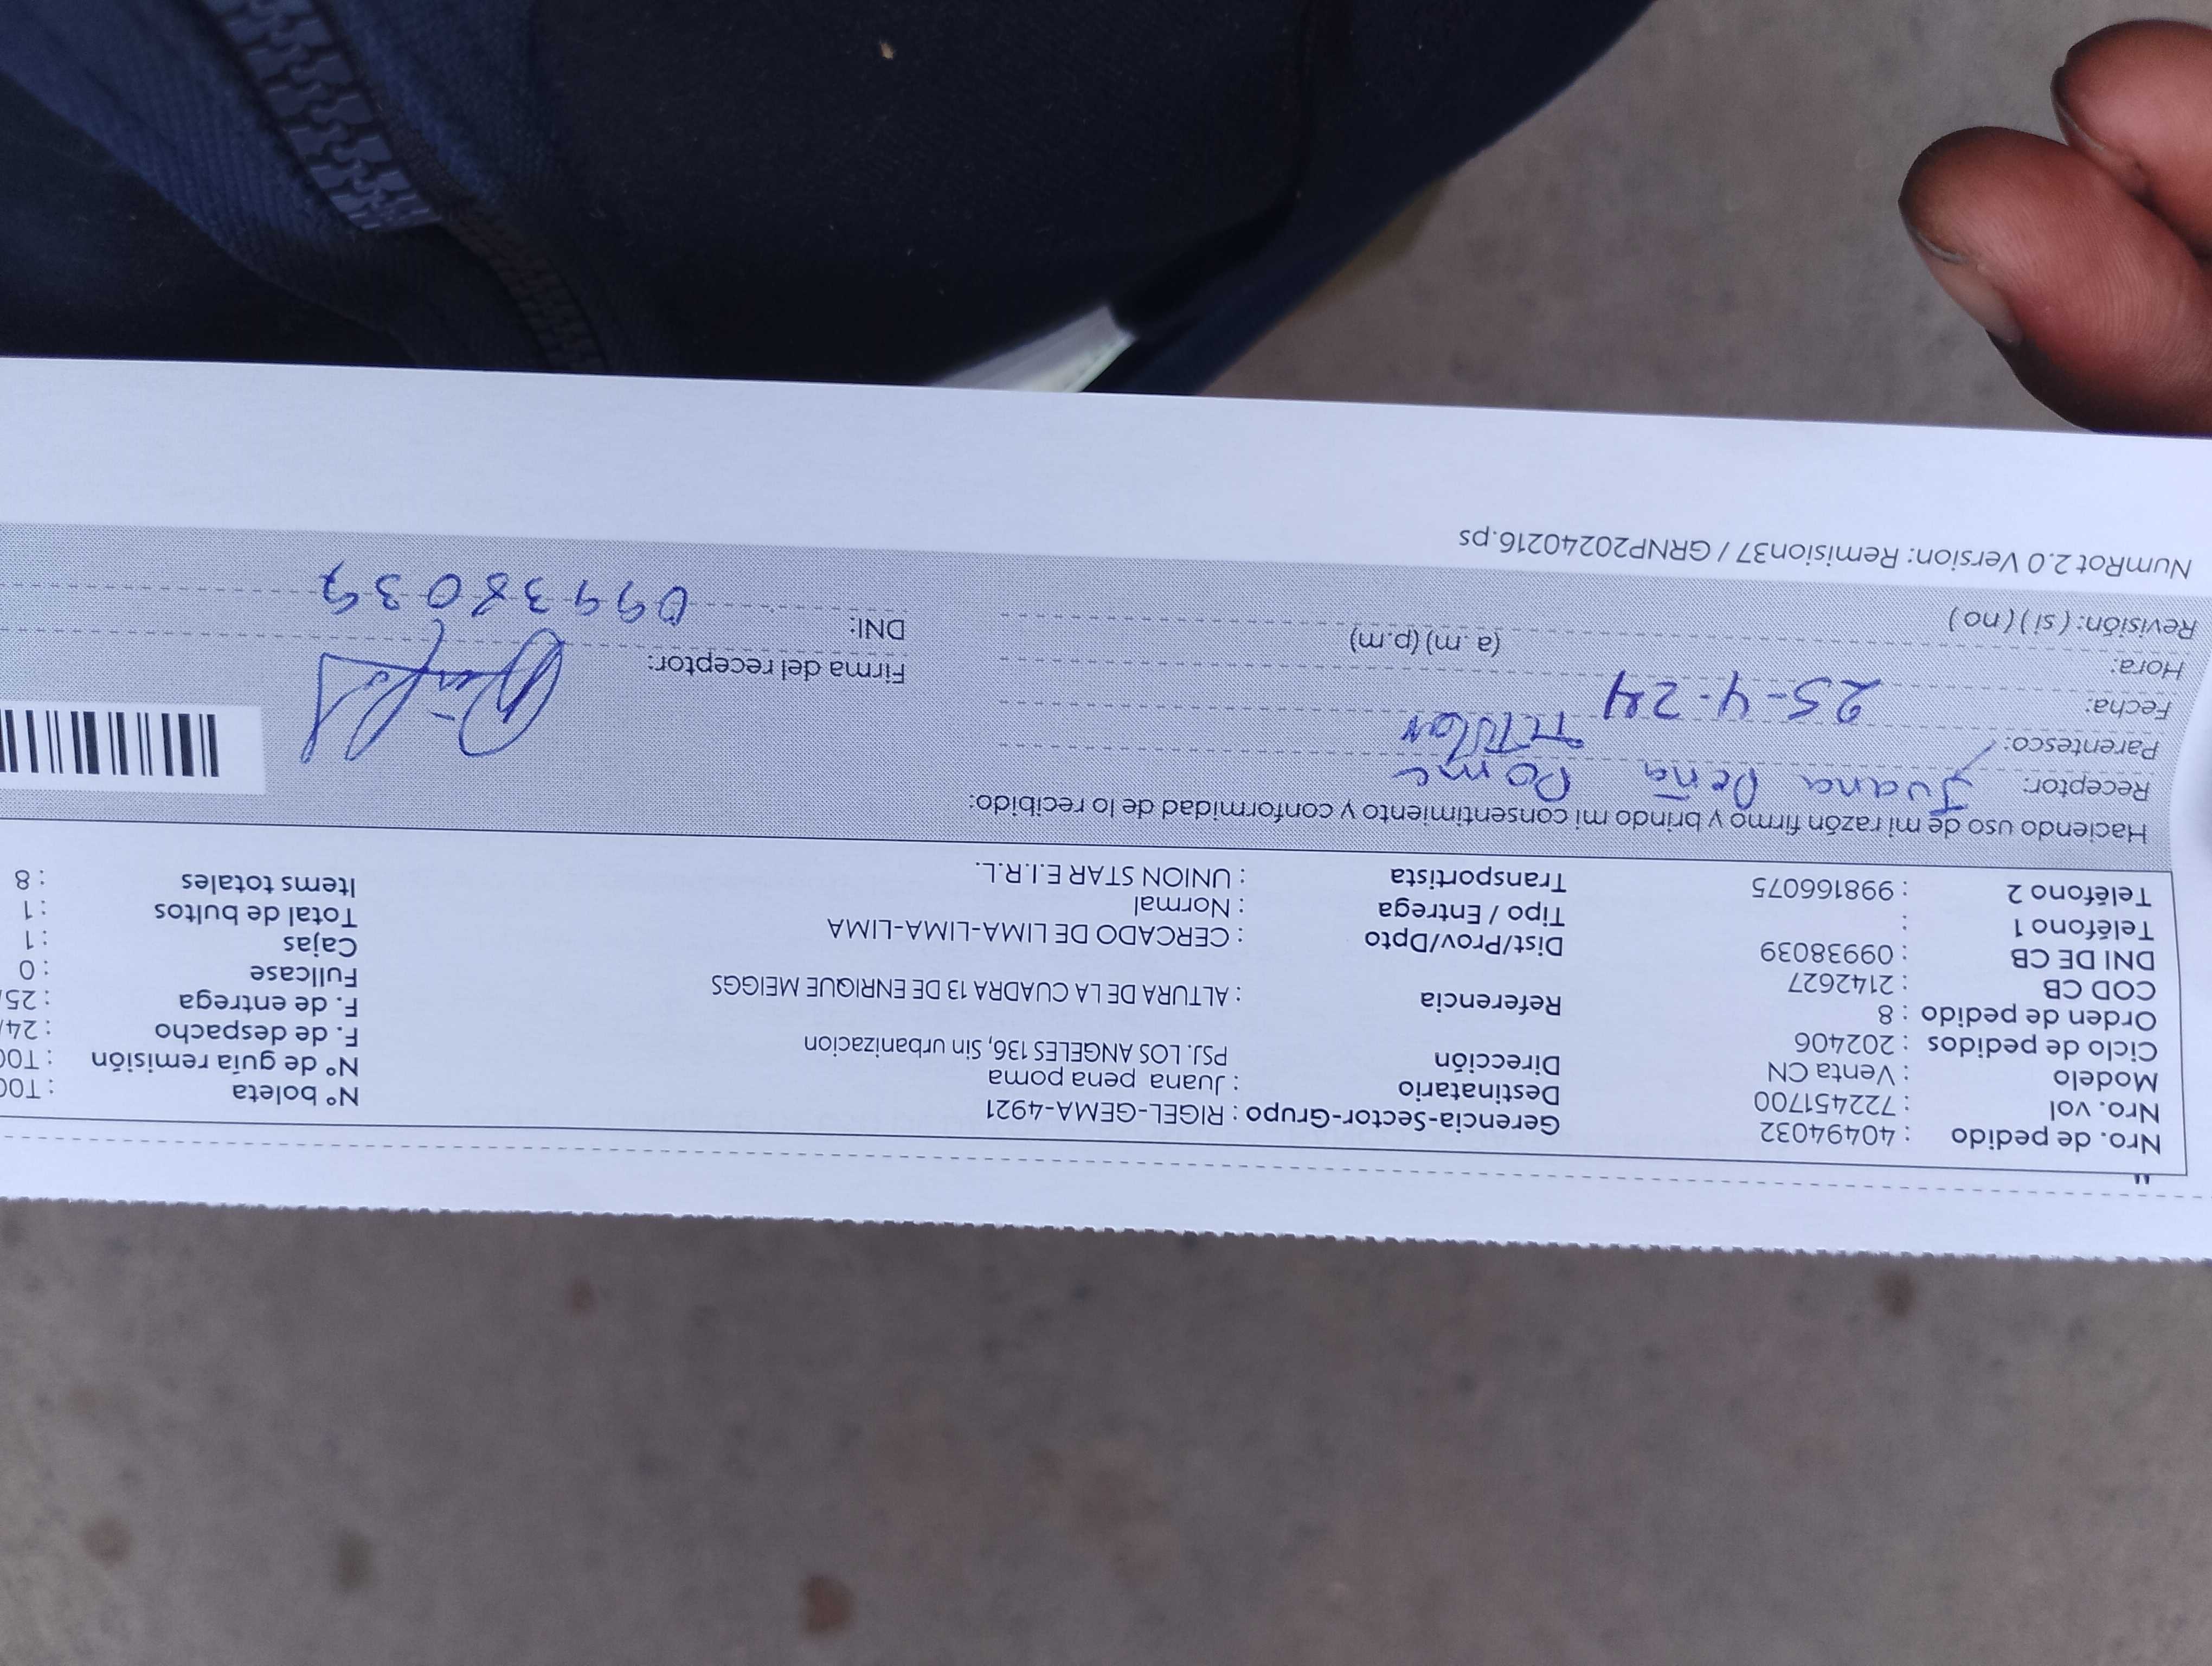 Nro. de pedido : 40494032 Gerencia-Sector-Grupo : RIGEL-GEMA-4921 N° boleta : T00
Nro. vol : 722451700 Destinatario : Juana pena poma N° de guía remisión : T00
Modelo : Venta CN Dirección PSJ. LOS ANGELES 136, Sin urbanizacion F. de despacho : 24/
Ciclo de pedidos : 202406 F. de entrega : 25/
Orden de pedido : 8 Referencia : ALTURA DE LA CUADRA 13 DE ENRIQUE MEIGGS Fullcase : 0
COD CB : 2142627 Cajas : 1
DNI DE CB : 09938039 Dist/Prov/Dpto : CERCADO DE LIMA-LIMA-LIMA Total de bultos : 1
Teléfono 1 : Tipo / Entrega : Normal Items totales : 8
Teléfono 2 : 998166075 Transportista : UNION STAR E.I.R.L.
Haciendo uso de mi razón firmo y brindo mi consentimiento y conformidad de lo recibido:
Receptor: Juana Peña Poma
Parentesco: Titular Firma del receptor:
Fecha: 25-4-24
Hora: (a.m) (p.m) DNI: 09938039
Revisión: ( si ) ( no )
NumRot 2.0 Version: Remision37 / GRNP20240216.ps